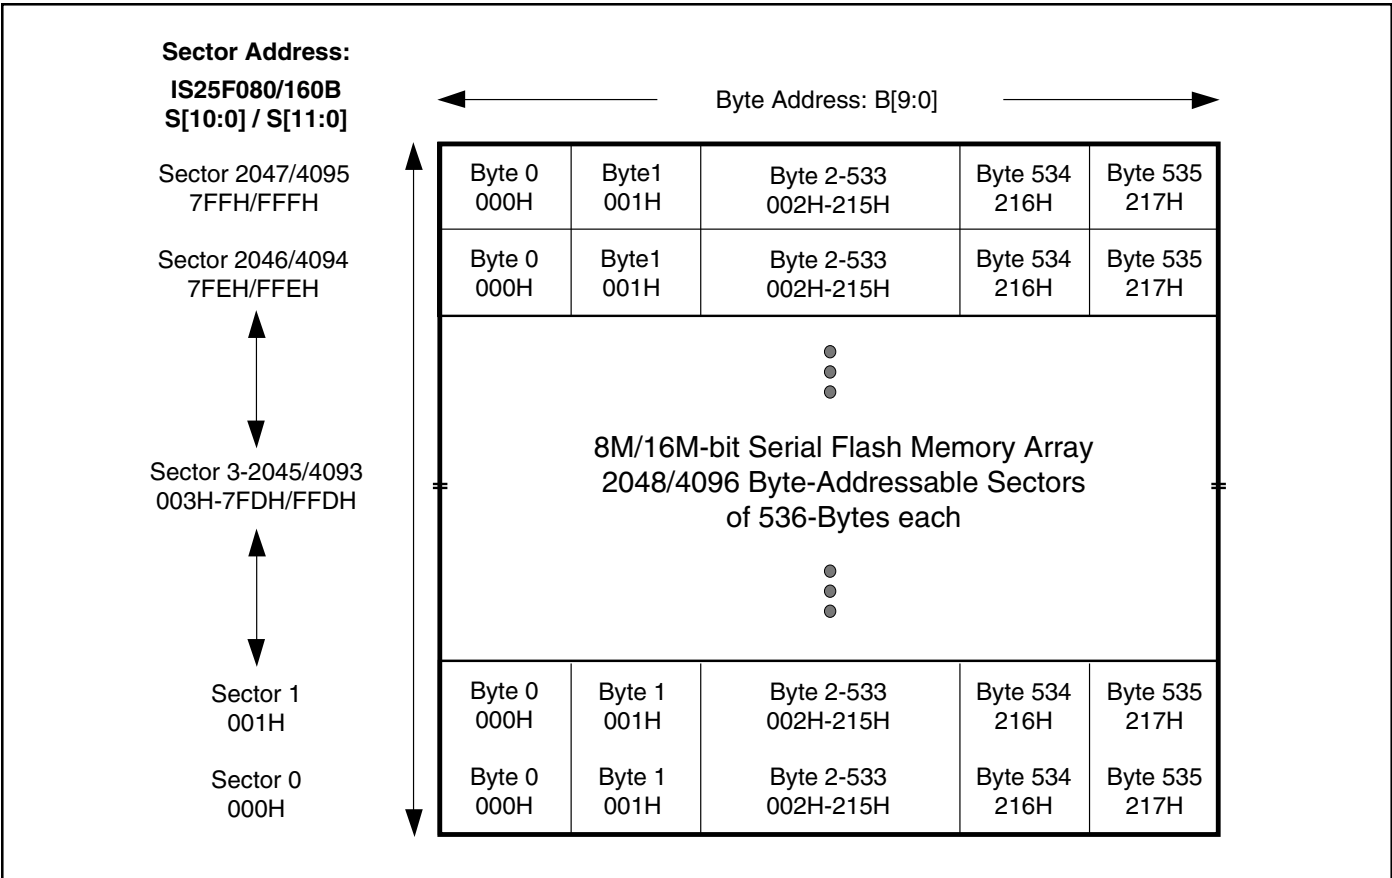 Sector Address:
IS25F080/160B
S[10:0] / S[11:0]
Byte Address: B[9:0]
Sector 2047/4095
7FFH/FFFH
Byte 0
000H
Byte1
001H
Byte 2-533
002H-215H
Byte 534
216H
Byte 535
217H
Sector 2046/4094
7FEH/FFEH
Byte 0
000H
Byte1
001H
Byte 2-533
002H-215H
Byte 534
216H
Byte 535
217H
Sector 3-2045/4093
003H-7FDH/FFDH
8M/16M-bit Serial Flash Memory Array
2048/4096 Byte-Addressable Sectors
of 536-Bytes each
Sector 1
001H
Byte 0
000H
Byte 1
001H
Byte 2-533
002H-215H
Byte 534
216H
Byte 535
217H
Sector 0
000H
Byte 0
000H
Byte 1
001H
Byte 2-533
002H-215H
Byte 534
216H
Byte 535
217H